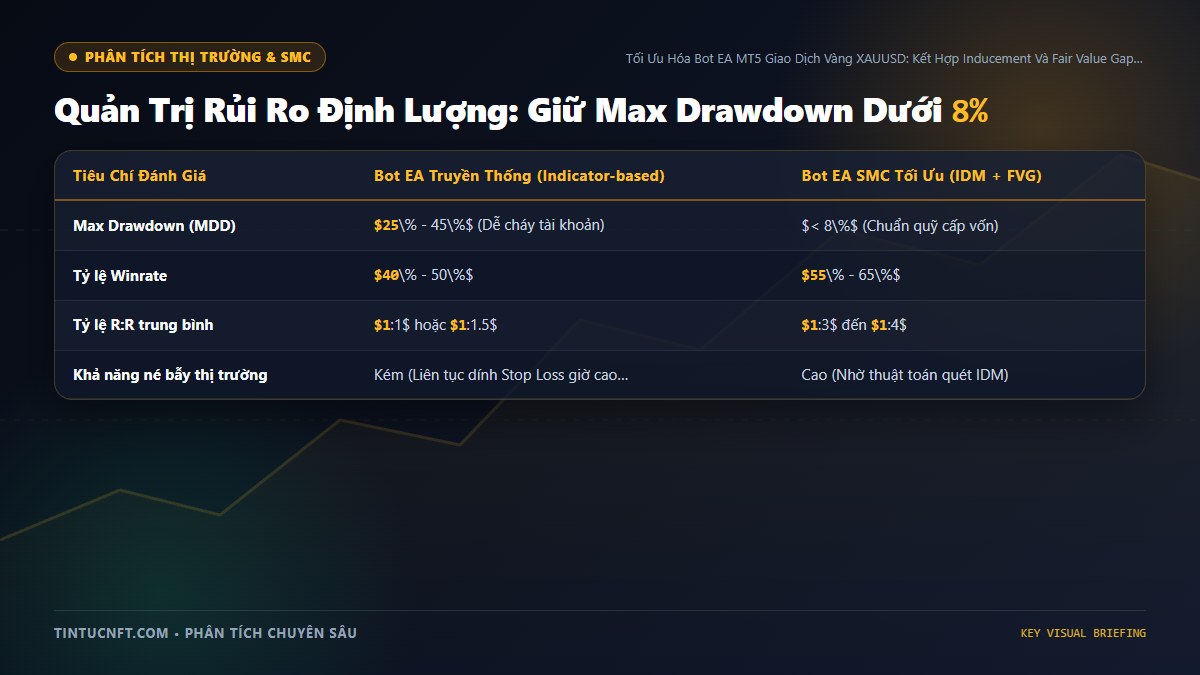 PHÂN TÍCH THỊ TRƯỜNG & SMC
Tối Ưu Hóa Bot EA MT5 Giao Dịch Vàng XAUUSD: Kết Hợp Inducement Và Fair Value Gap...
Quản Trị Rủi Ro Định Lượng: Giữ Max Drawdown Dưới 8%
Tiêu Chí Đánh Giá Bot EA Truyền Thống (Indicator-based) Bot EA SMC Tối Ưu (IDM + FVG)
Max Drawdown (MDD) $25\% - 45\%$ (Dễ cháy tài khoản) $< 8\%$ (Chuẩn quỹ cấp vốn)
Tỷ lệ Winrate $40\% - 50\%$ $55\% - 65\%$
Tỷ lệ R:R trung bình $1:1$ hoặc $1:1.5$ $1:3$ đến $1:4$
Khả năng né bẫy thị trường Kém (Liên tục dính Stop Loss giờ cao... Cao (Nhờ thuật toán quét IDM)
TINTUCNFT.COM • PHÂN TÍCH CHUYÊN SÂU
KEY VISUAL BRIEFING